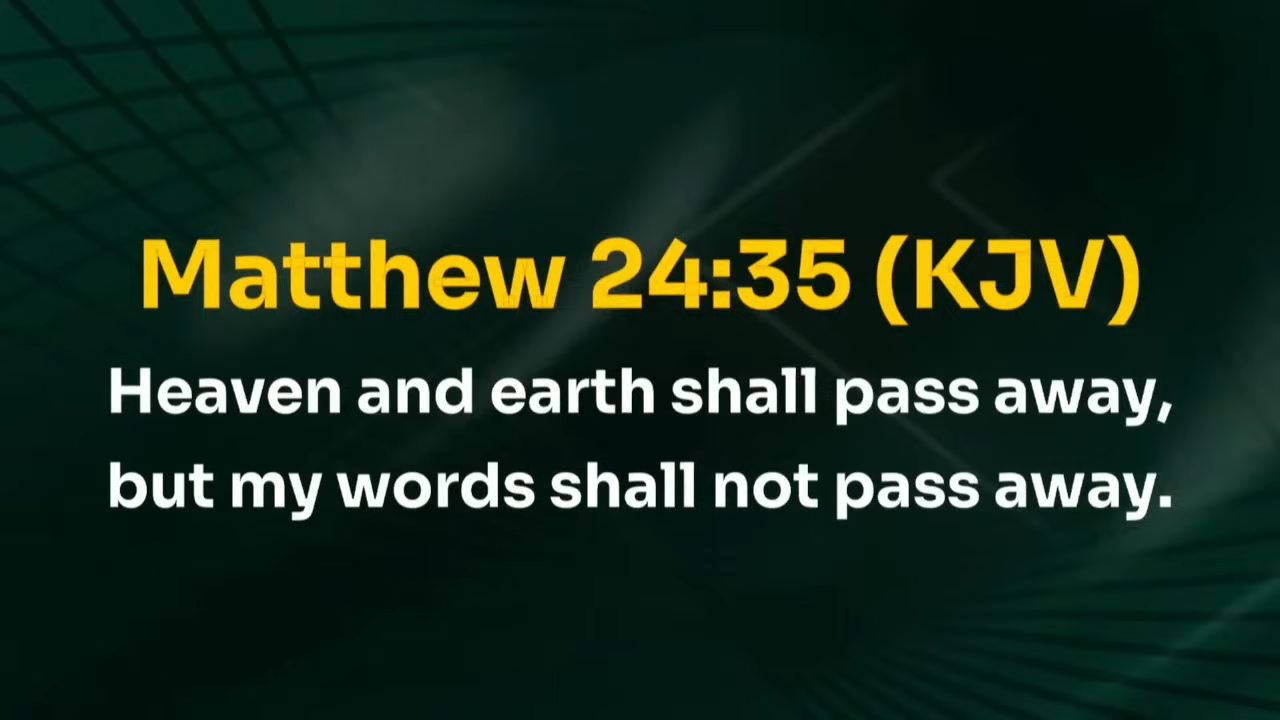 Matthew 24:35 (KJV)
Heaven and earth shall pass away,
but my words shall not pass away.